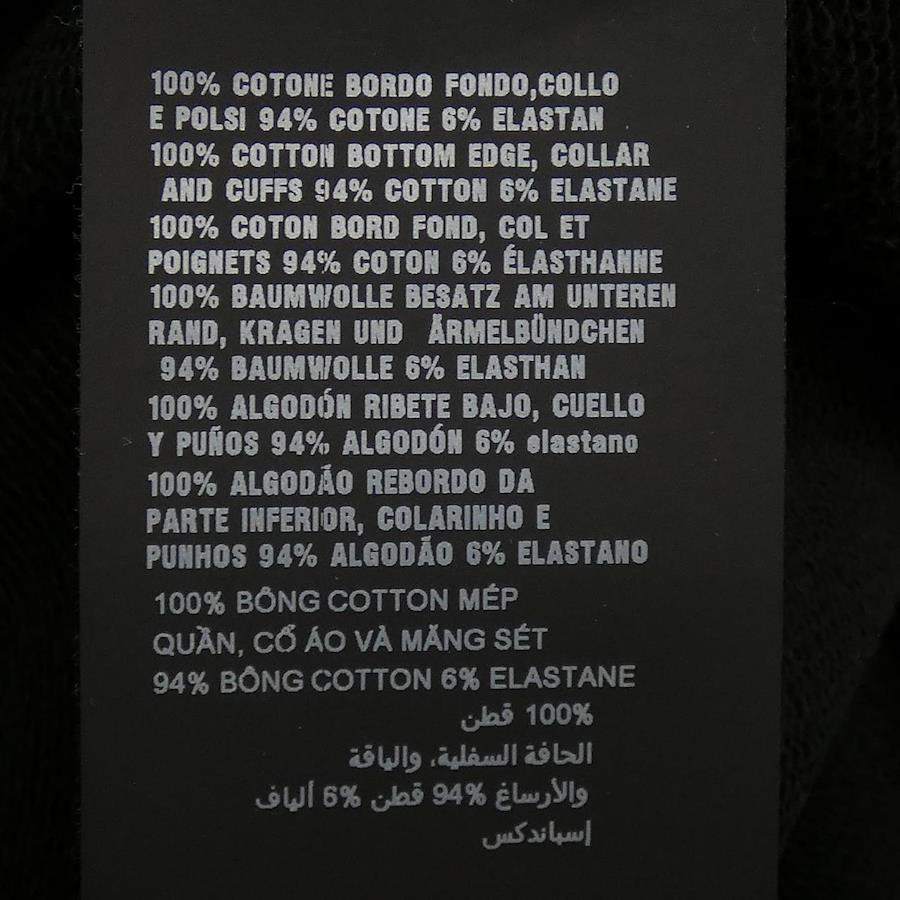 100% COTONE BORDO FONDO,COLLO
E POLSI 94% COTONE 6% ELASTAN
100% COTTON BOTTOM EDGE, COLLAR
AND CUFFS 94% COTTON 6% ELASTANE
100% COTON BORD FOND, COL ET
POIGNETS 94% COTON 6% ÉLASTHANNE
100% BAUMWOLLE BESATZ AM UNTEREN
RAND, KRAGEN UND ÄRMELBÜNDCHEN
94% BAUMWOLLE 6% ELASTHAN
100% ALGODÓN RIBETE BAJO, CUELLO
Y PUÑOS 94% ALGODÓN 6% elastano
100% ALGODÃO REBORDO DA
PARTE INFERIOR, COLARINHO E
PUNHOS 94% ALGODÃO 6% ELASTANO
100% BÔNG COTTON MÉP
QUẦN, CỔ ÁO VÀ MĂNG SÉT
94% BÔNG COTTON 6% ELASTANE
100% قطن
الحافة السفلية، والياقة
والأرساغ 94% قطن 6% ألياف
إسباندكس